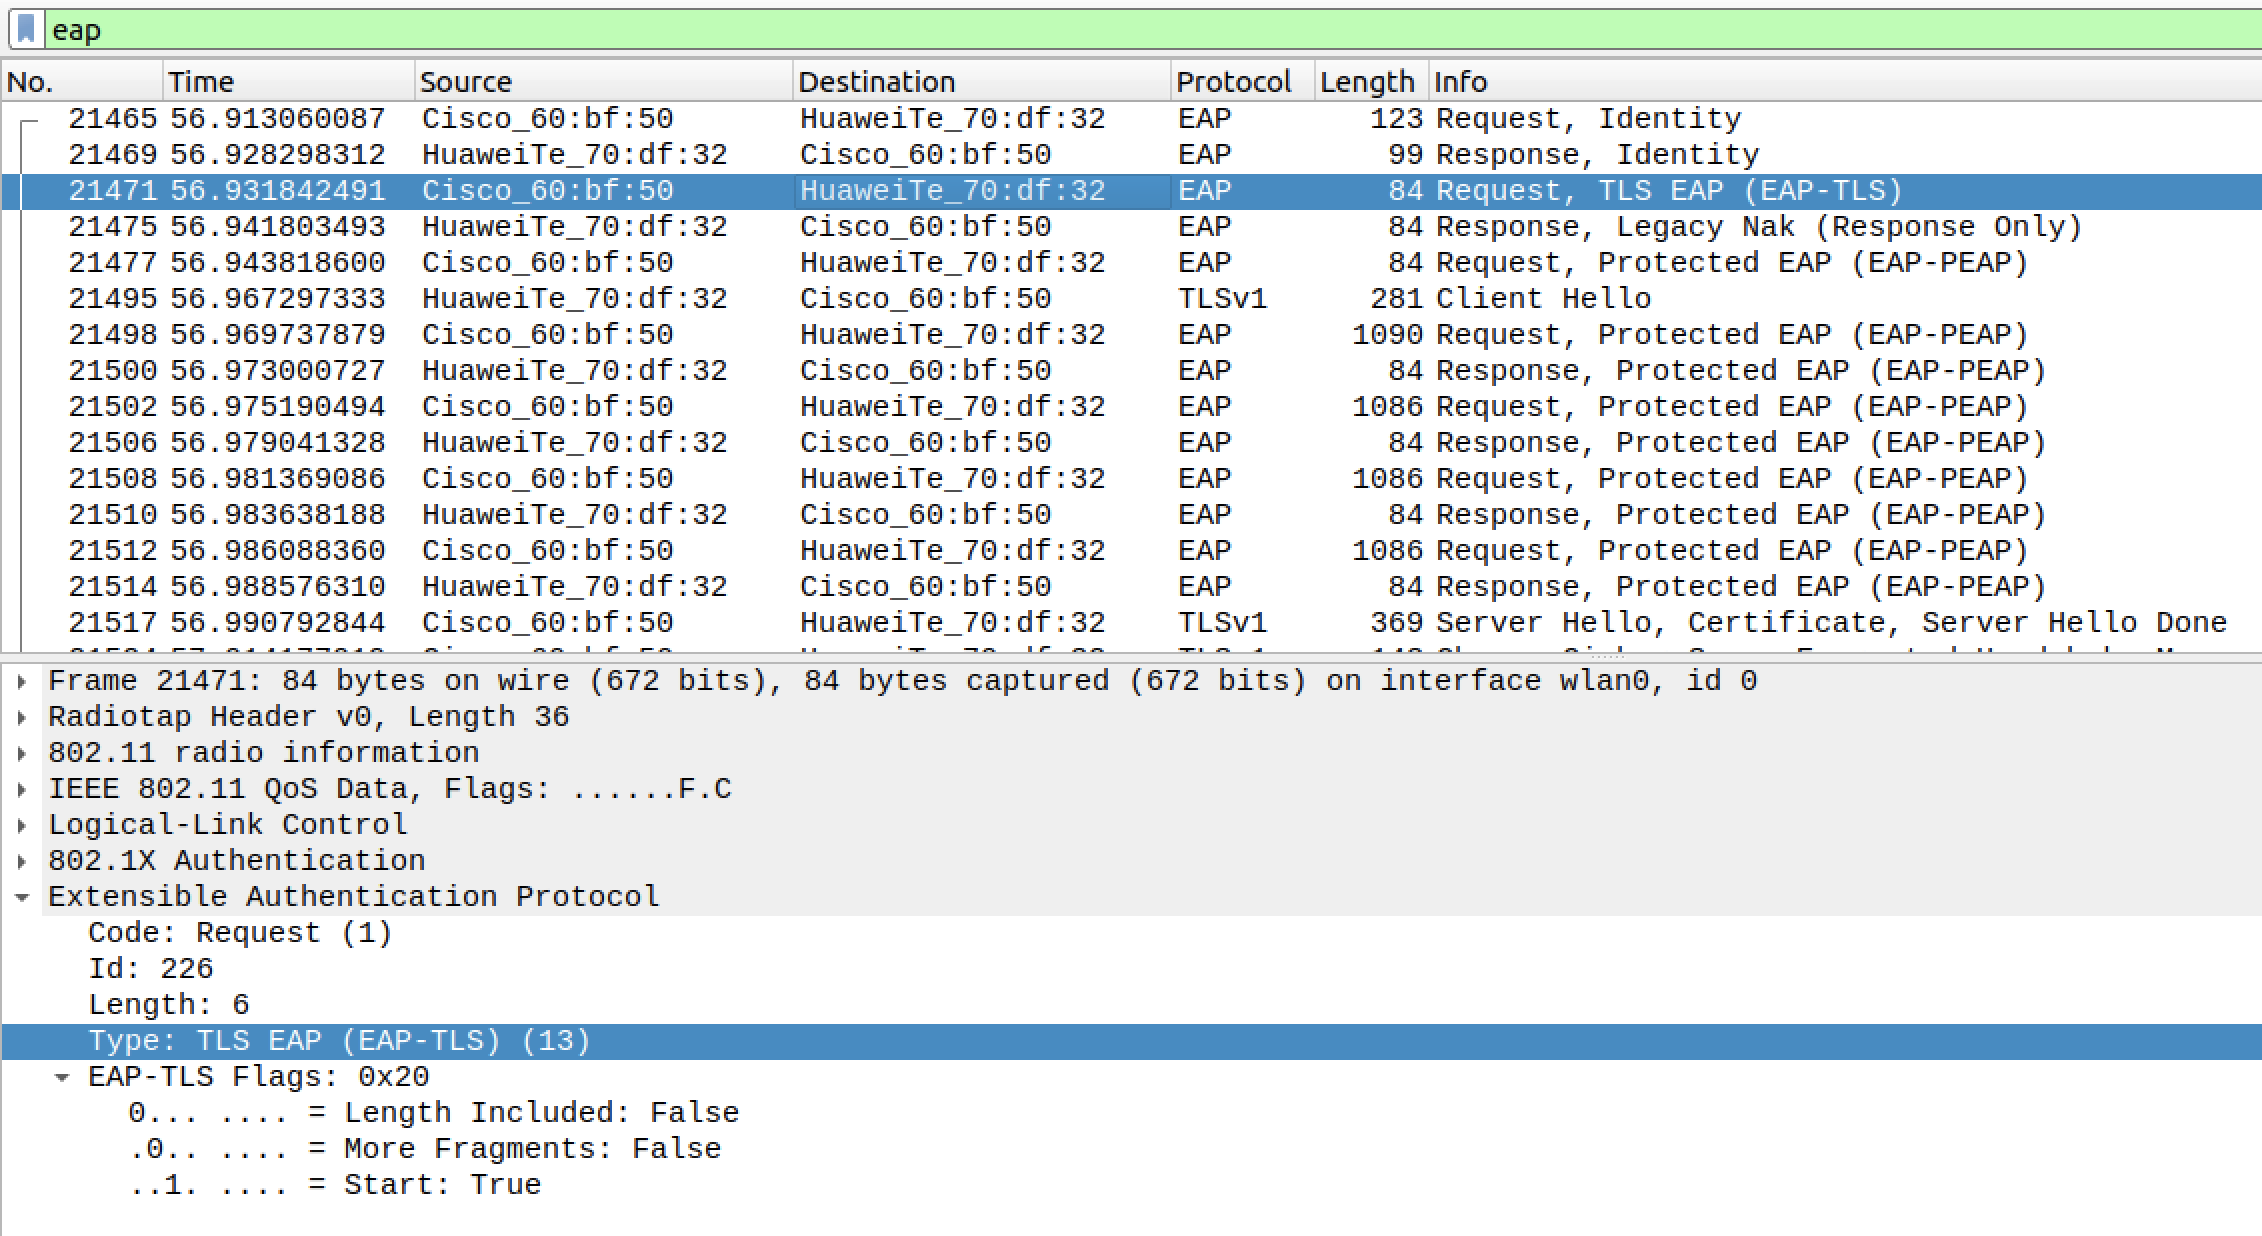 eap
No. Time Source Destination Protocol Length Info
21465 56.913060087 Cisco_60:bf:50 HuaweiTe_70:df:32 EAP 123 Request, Identity
21469 56.928298312 HuaweiTe_70:df:32 Cisco_60:bf:50 EAP 99 Response, Identity
21471 56.931842491 Cisco_60:bf:50 HuaweiTe_70:df:32 EAP 84 Request, TLS EAP (EAP-TLS)
21475 56.941803493 HuaweiTe_70:df:32 Cisco_60:bf:50 EAP 84 Response, Legacy Nak (Response Only)
21477 56.943818600 Cisco_60:bf:50 HuaweiTe_70:df:32 EAP 84 Request, Protected EAP (EAP-PEAP)
21495 56.967297333 HuaweiTe_70:df:32 Cisco_60:bf:50 TLSv1 281 Client Hello
21498 56.969737879 Cisco_60:bf:50 HuaweiTe_70:df:32 EAP 1090 Request, Protected EAP (EAP-PEAP)
21500 56.973000727 HuaweiTe_70:df:32 Cisco_60:bf:50 EAP 84 Response, Protected EAP (EAP-PEAP)
21502 56.975190494 Cisco_60:bf:50 HuaweiTe_70:df:32 EAP 1086 Request, Protected EAP (EAP-PEAP)
21506 56.979041328 HuaweiTe_70:df:32 Cisco_60:bf:50 EAP 84 Response, Protected EAP (EAP-PEAP)
21508 56.981369086 Cisco_60:bf:50 HuaweiTe_70:df:32 EAP 1086 Request, Protected EAP (EAP-PEAP)
21510 56.983638188 HuaweiTe_70:df:32 Cisco_60:bf:50 EAP 84 Response, Protected EAP (EAP-PEAP)
21512 56.986088360 Cisco_60:bf:50 HuaweiTe_70:df:32 EAP 1086 Request, Protected EAP (EAP-PEAP)
21514 56.988576310 HuaweiTe_70:df:32 Cisco_60:bf:50 EAP 84 Response, Protected EAP (EAP-PEAP)
21517 56.990792844 Cisco_60:bf:50 HuaweiTe_70:df:32 TLSv1 369 Server Hello, Certificate, Server Hello Done
Frame 21471: 84 bytes on wire (672 bits), 84 bytes captured (672 bits) on interface wlan0, id 0
Radiotap Header v0, Length 36
802.11 radio information
IEEE 802.11 QoS Data, Flags: ......F.C
Logical-Link Control
802.1X Authentication
Extensible Authentication Protocol
Code: Request (1)
Id: 226
Length: 6
Type: TLS EAP (EAP-TLS) (13)
EAP-TLS Flags: 0x20
0... .... = Length Included: False
.0.. .... = More Fragments: False
..1. .... = Start: True